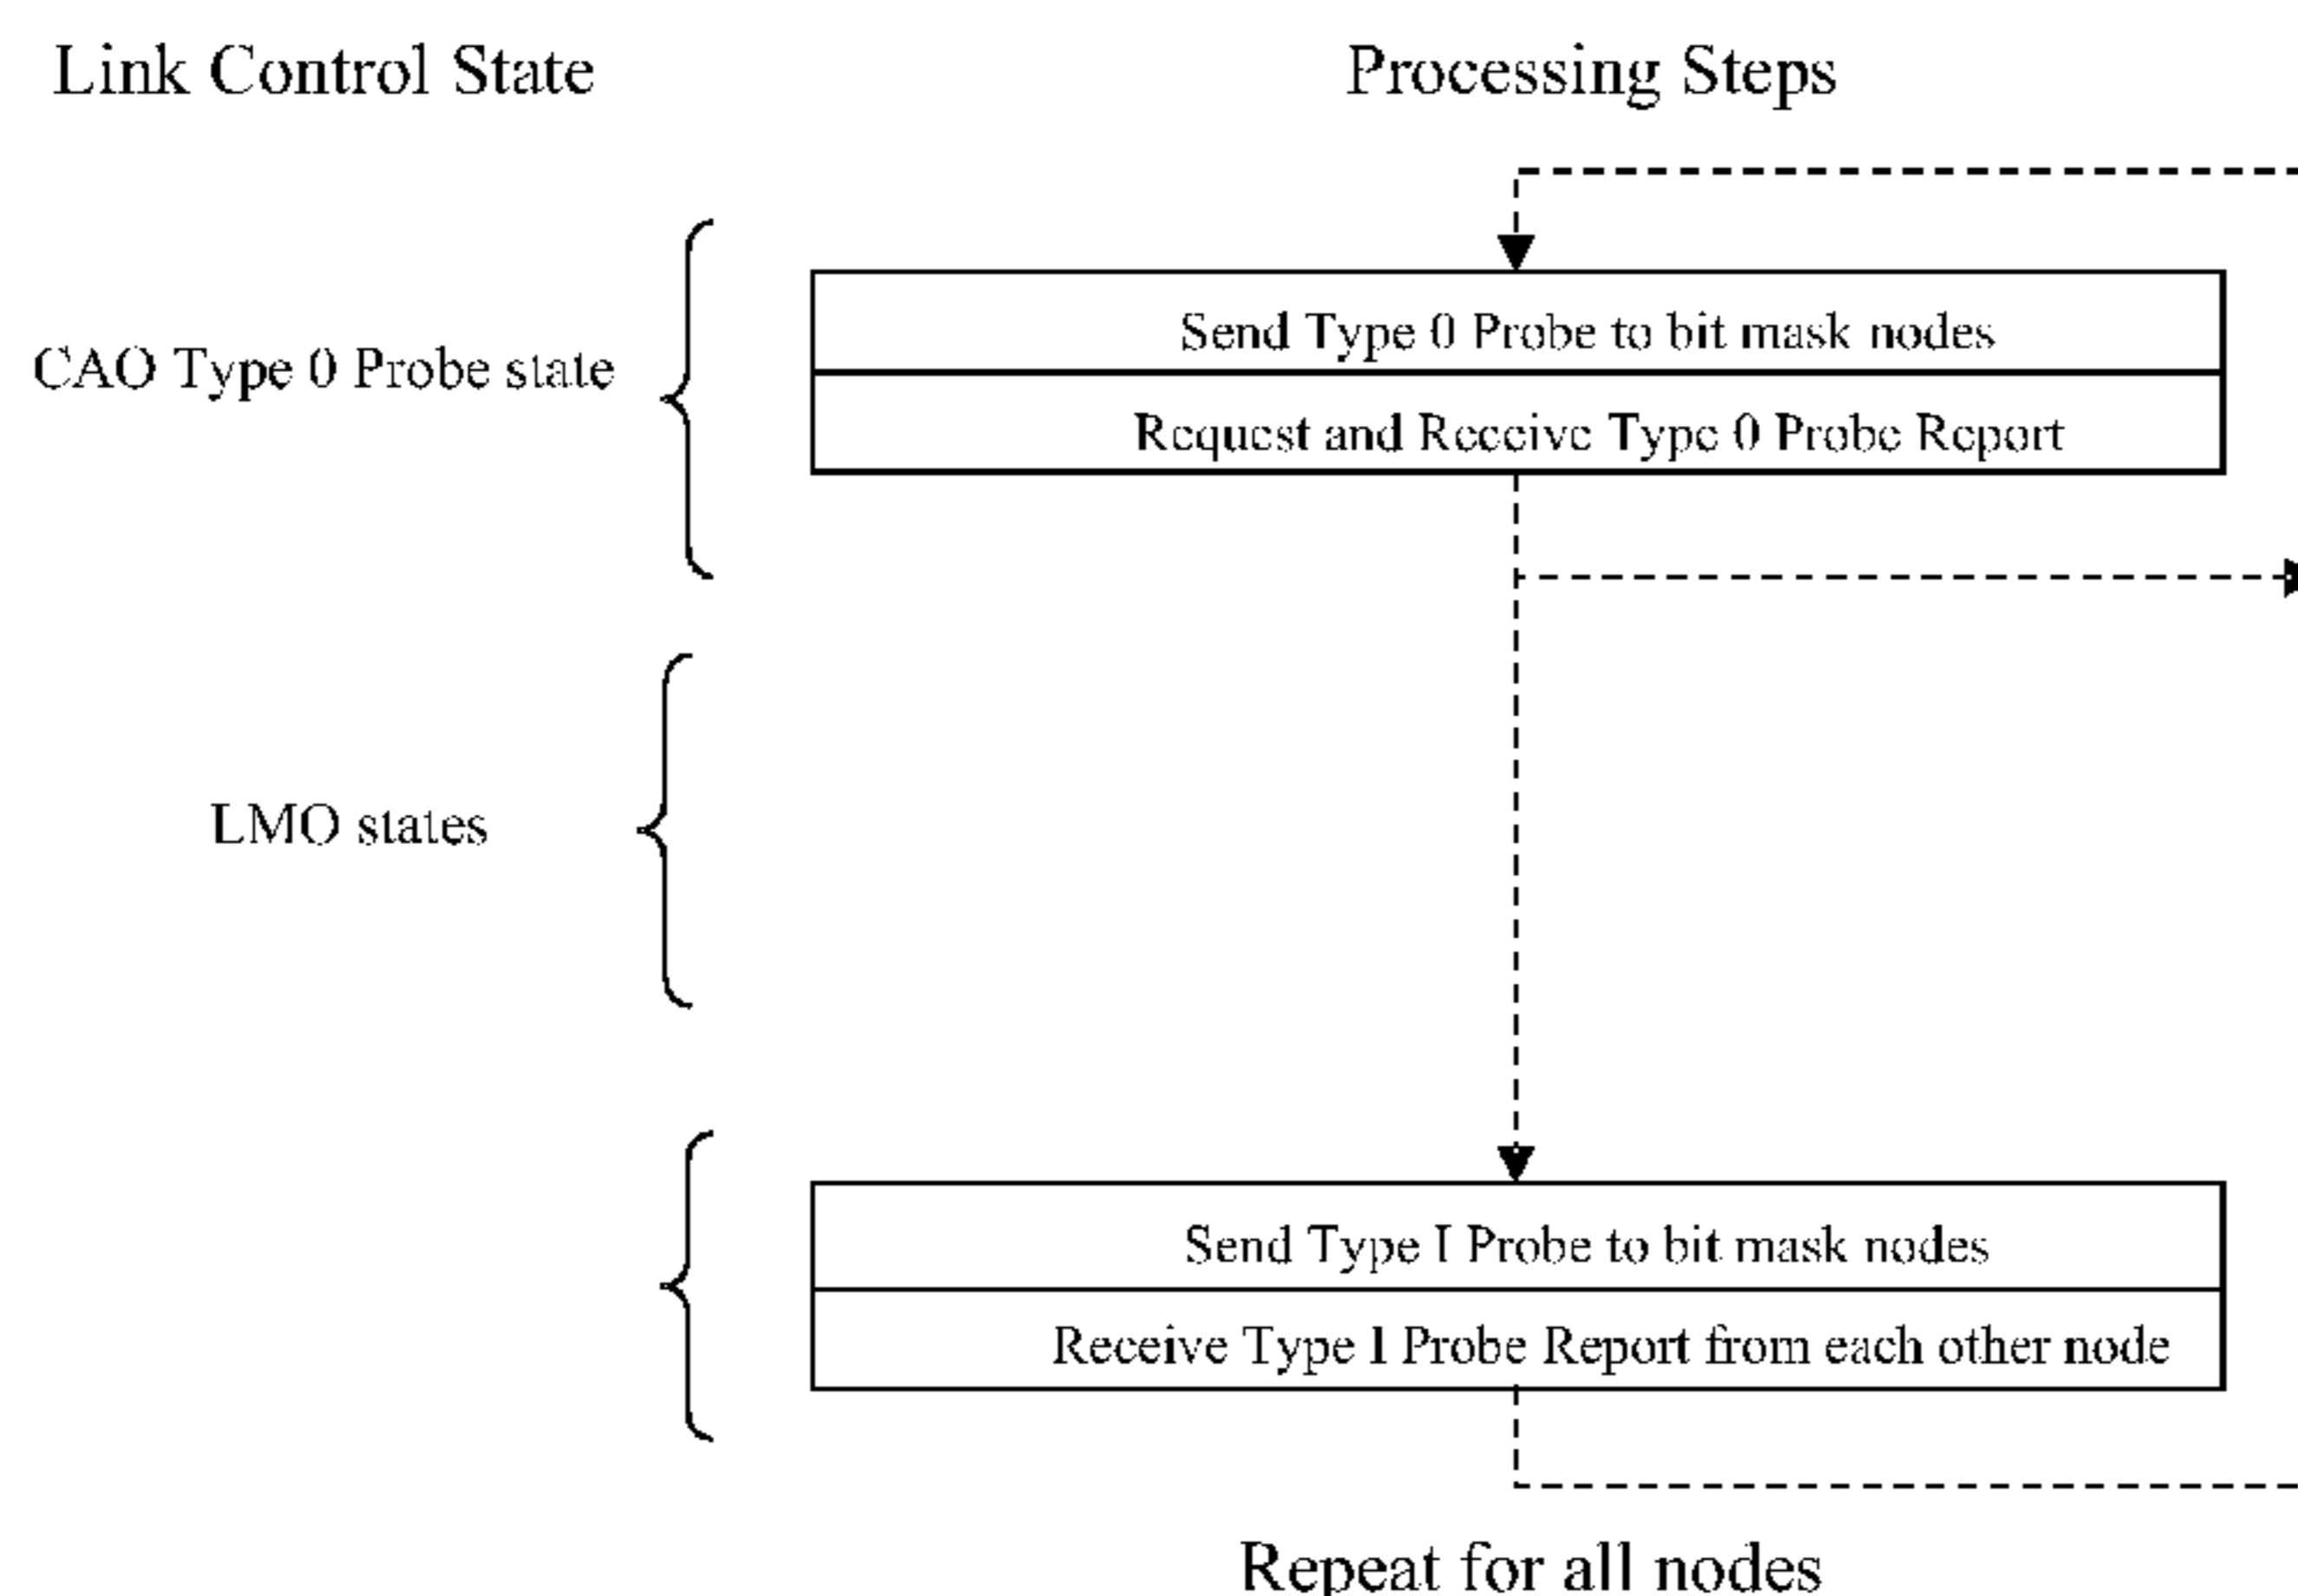 Link Control State
Processing Steps
CAO Type 0 Probe state
Send Type 0 Probe to bit mask nodes
Request and Receive Type 0 Probe Report
LMO states
Send Type I Probe to bit mask nodes
Receive Type 1 Probe Report from each other node
Repeat for all nodes